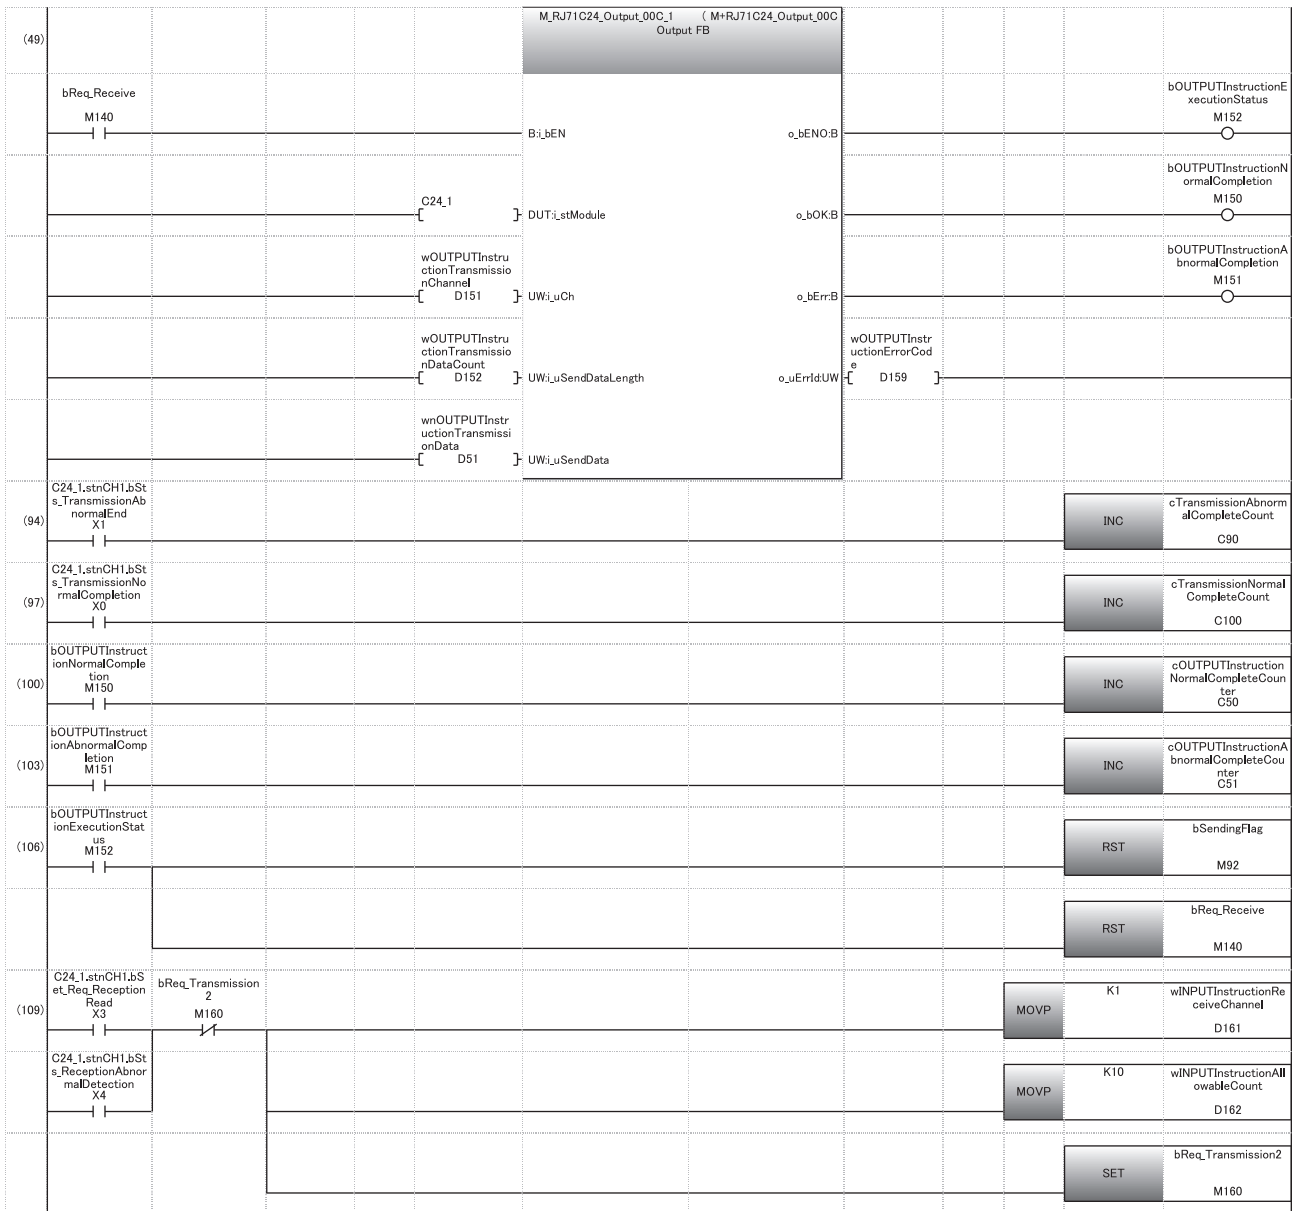 M_RJ71C24_Output_00C_1 ( M+RJ71C24_Output_00C
Output FB
(49)
bReq_Receive
M140
B:i_bEN
o_bENO:B
bOUTPUTInstructionE
xecutionStatus
M152
C24_1
DUT:i_stModule
o_bOK:B
bOUTPUTInstructionN
ormalCompletion
M150
wOUTPUTInstru
ctionTransmissio
nChannel
D151
UW:i_uCh
o_bErr:B
bOUTPUTInstructionA
bnormalCompletion
M151
wOUTPUTInstru
ctionTransmissio
nDataCount
D152
UW:i_uSendDataLength
o_uErrId:UW
wOUTPUTInstr
uctionErrorCod
e
D159
wnOUTPUTInstr
uctionTransmissi
onData
D51
UW:i_uSendData
(94)
C24_1.stnCH1.bSt
s_TransmissionAb
normalEnd
X1
INC
cTransmissionAbnorm
alCompleteCount
C90
(97)
C24_1.stnCH1.bSt
s_TransmissionNo
rmalCompletion
X0
INC
cTransmissionNormal
CompleteCount
C100
(100)
bOUTPUTInstruct
ionNormalComple
tion
M150
INC
cOUTPUTInstruction
NormalCompleteCoun
ter
C50
(103)
bOUTPUTInstruct
ionAbnormalComp
letion
M151
INC
cOUTPUTInstructionA
bnormalCompleteCou
nter
C51
(106)
bOUTPUTInstruct
ionExecutionStat
us
M152
RST
bSendingFlag
M92
RST
bReq_Receive
M140
(109)
C24_1.stnCH1.bS
et_Req_Reception
Read
X3
bReq_Transmission
2
M160
MOVP
K1
wINPUTInstructionRe
ceiveChannel
D161
C24_1.stnCH1.bSt
s_ReceptionAbnor
malDetection
X4
MOVP
K10
wINPUTInstructionAll
owableCount
D162
SET
bReq_Transmission2
M160